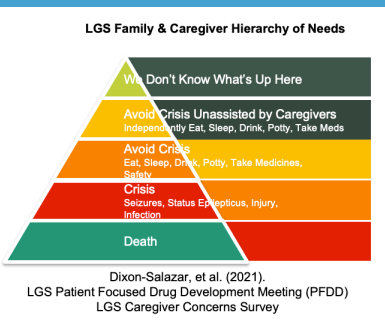 LGS Family & Caregiver Hierarchy of Needs
We Don't Know What's Up Here
Avoid Crisis Unassisted by Caregivers
Independently Eat, Sleep, Drink, Potty, Take Meds
Avoid Crisis
Eat, Sleep, Drink, Potty, Take Medicines,
Safety
Crisis
Seizures, Status Epilepticus, Injury,
Infection
Death
Dixon-Salazar, et al. (2021).
LGS Patient Focused Drug Development Meeting (PFDD)
LGS Caregiver Concerns Survey